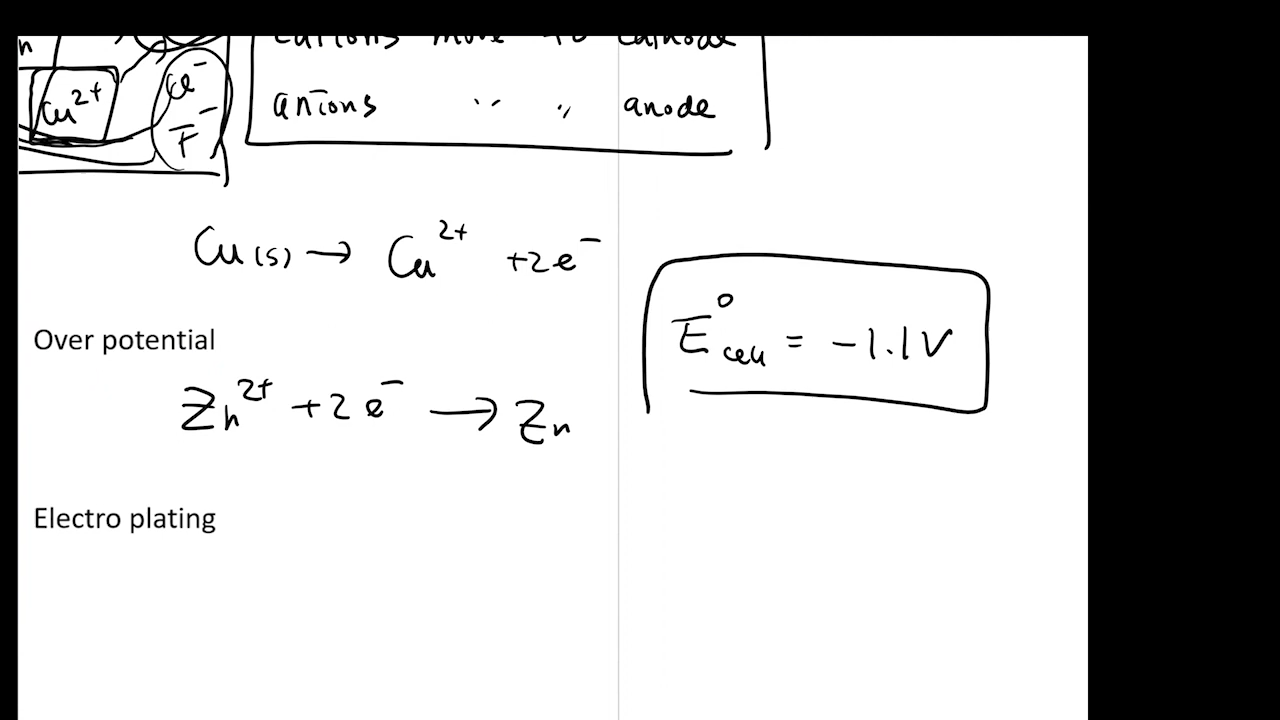 n
cations move to cathode
Cu²⁺
Cl⁻
anions " " anode
F⁻
Cu(s) → Cu²⁺ +2e⁻
Over potential
E⁰cell = -1.1V
Zn²⁺ +2e⁻ → Zn
Electro plating